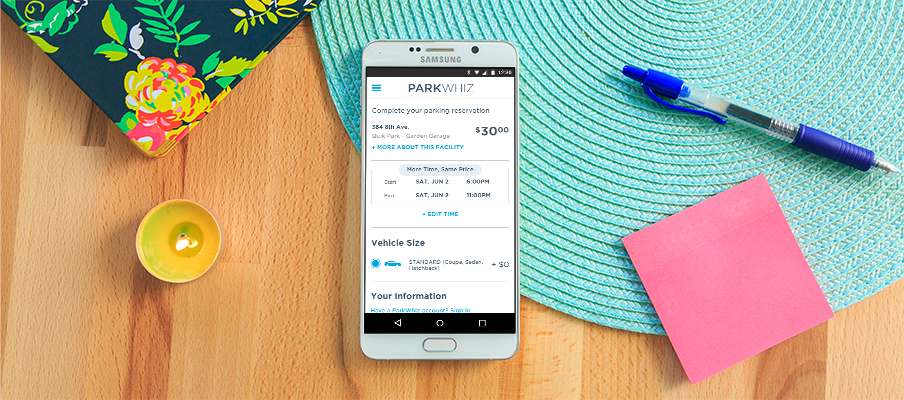 SAMSUNG
12:30
PARKWHIZ
Complete your parking reservation
384 8th Ave.
$3000
Quik Park - Garden Garage
+ MORE ABOUT THIS FACILITY
More Time, Same Price
Start SAT, JUN 2 6:00PM
End SAT, JUN 2 11:00PM
+ EDIT TIME
Vehicle Size
STANDARD (Coupe, Sedan, Hatchback) + $0
Your Information
Have a ParkWhiz account? Sign in